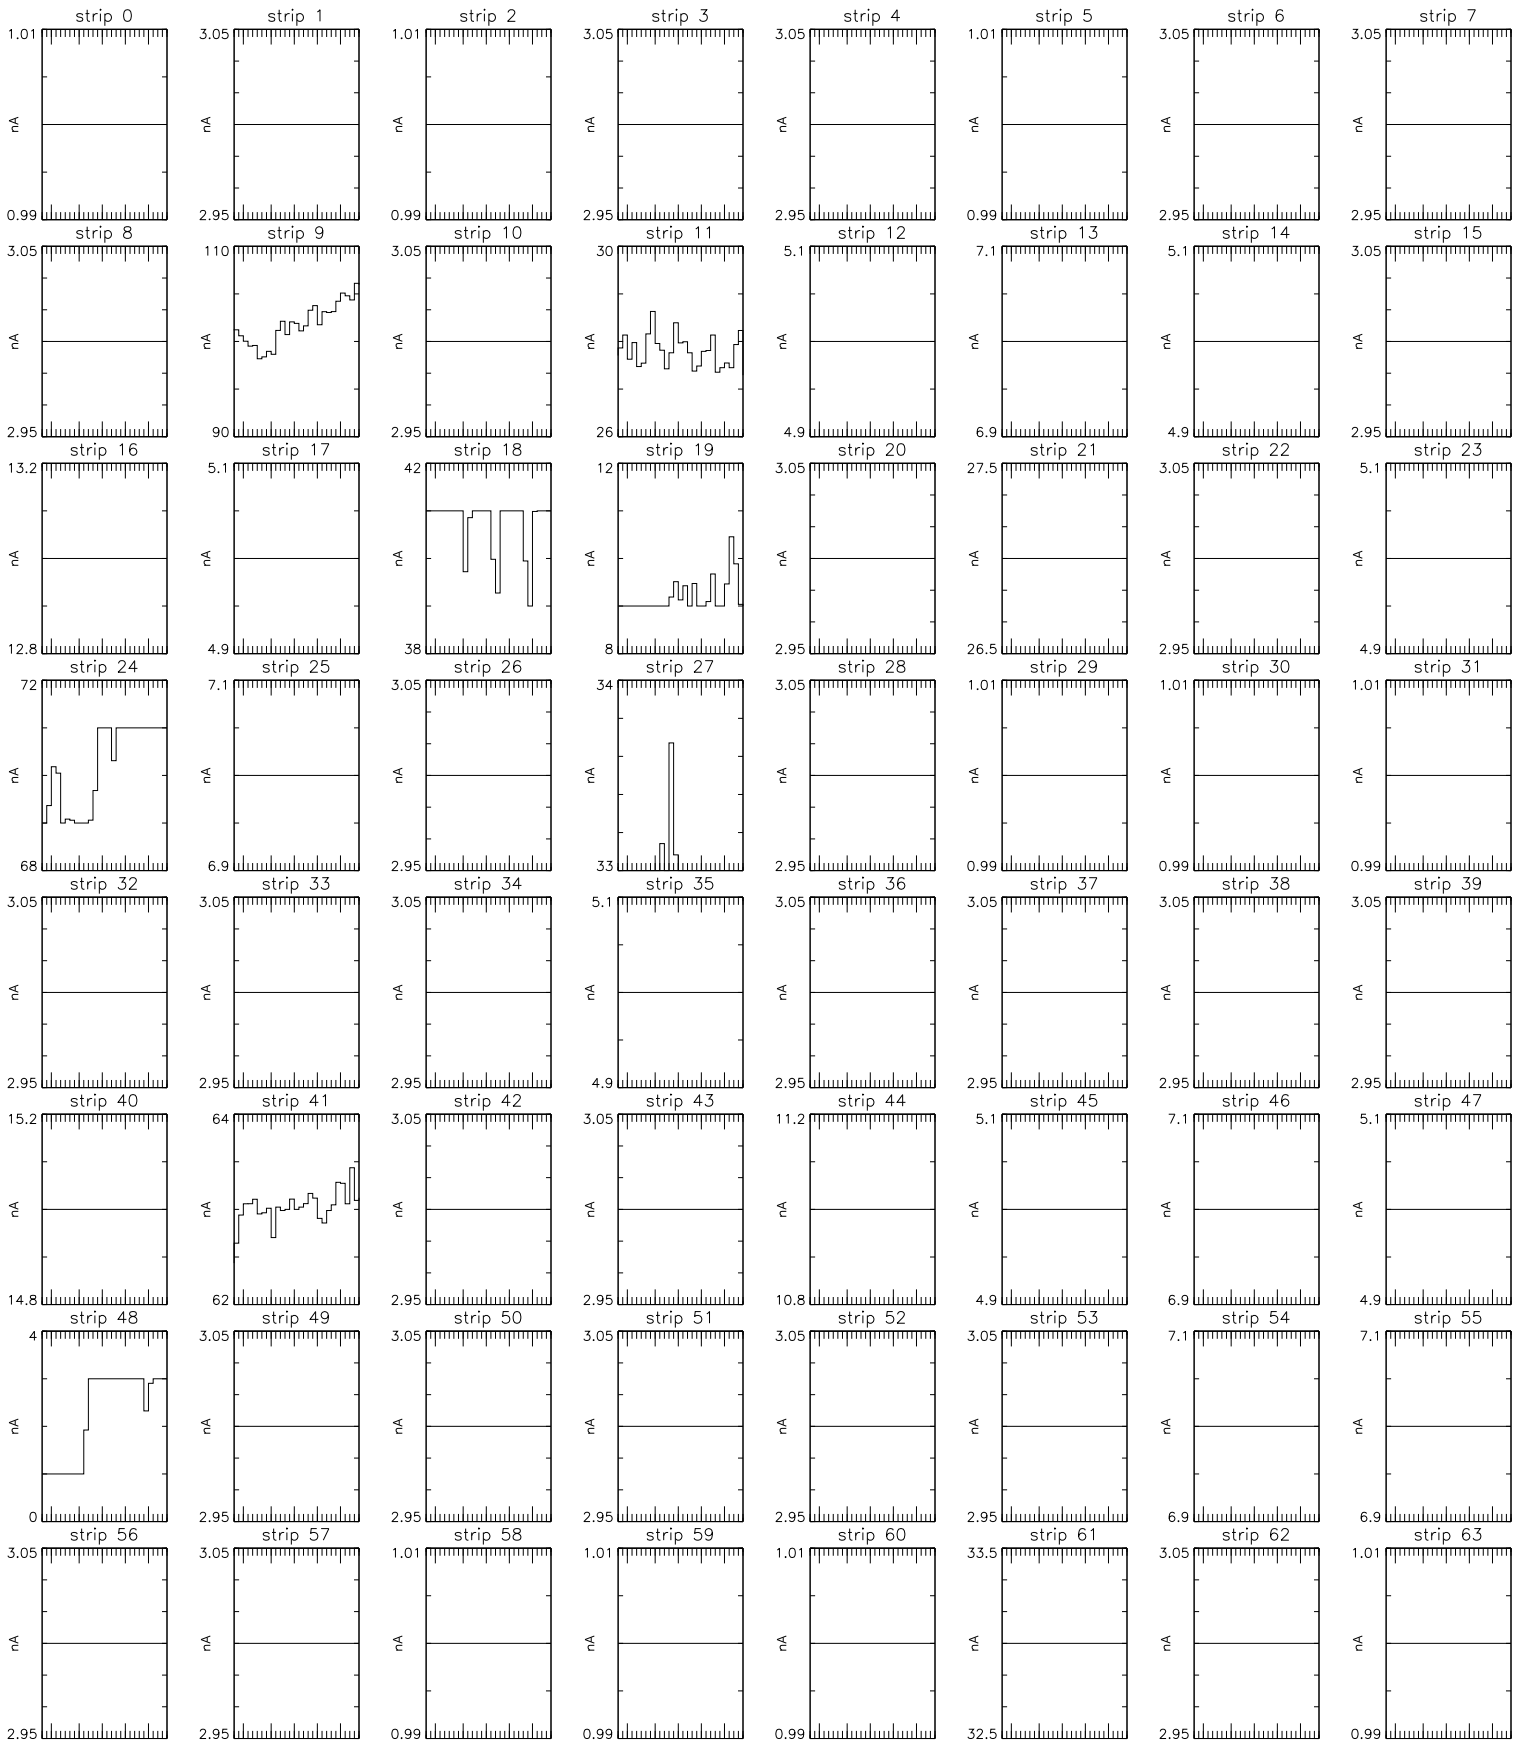 strip 0 strip 1 strip 2 strip 3 strip 4 strip 5 strip 6 strip 7
1.01 3.05 1.01 3.05 3.05 1.01 3.05 3.05
nA nA nA nA nA nA nA nA
0.99 2.95 0.99 2.95 2.95 0.99 2.95 2.95
strip 8 strip 9 strip 10 strip 11 strip 12 strip 13 strip 14 strip 15
3.05 110 3.05 30 5.1 7.1 5.1 3.05
nA nA nA nA nA nA nA nA
2.95 90 2.95 26 4.9 6.9 4.9 2.95
strip 16 strip 17 strip 18 strip 19 strip 20 strip 21 strip 22 strip 23
13.2 5.1 42 12 3.05 27.5 3.05 5.1
nA nA nA nA nA nA nA nA
12.8 4.9 38 8 2.95 26.5 2.95 4.9
strip 24 strip 25 strip 26 strip 27 strip 28 strip 29 strip 30 strip 31
72 7.1 3.05 34 3.05 1.01 1.01 1.01
nA nA nA nA nA nA nA nA
68 6.9 2.95 33 2.95 0.99 0.99 0.99
strip 32 strip 33 strip 34 strip 35 strip 36 strip 37 strip 38 strip 39
3.05 3.05 3.05 5.1 3.05 3.05 3.05 3.05
nA nA nA nA nA nA nA nA
2.95 2.95 2.95 4.9 2.95 2.95 2.95 2.95
strip 40 strip 41 strip 42 strip 43 strip 44 strip 45 strip 46 strip 47
15.2 64 3.05 3.05 11.2 5.1 7.1 5.1
nA nA nA nA nA nA nA nA
14.8 62 2.95 2.95 10.8 4.9 6.9 4.9
strip 48 strip 49 strip 50 strip 51 strip 52 strip 53 strip 54 strip 55
4 3.05 3.05 3.05 3.05 3.05 7.1 7.1
nA nA nA nA nA nA nA nA
0 2.95 2.95 2.95 2.95 2.95 6.9 6.9
strip 56 strip 57 strip 58 strip 59 strip 60 strip 61 strip 62 strip 63
3.05 3.05 1.01 1.01 1.01 33.5 3.05 1.01
nA nA nA nA nA nA nA nA
2.95 2.95 0.99 0.99 0.99 32.5 2.95 0.99